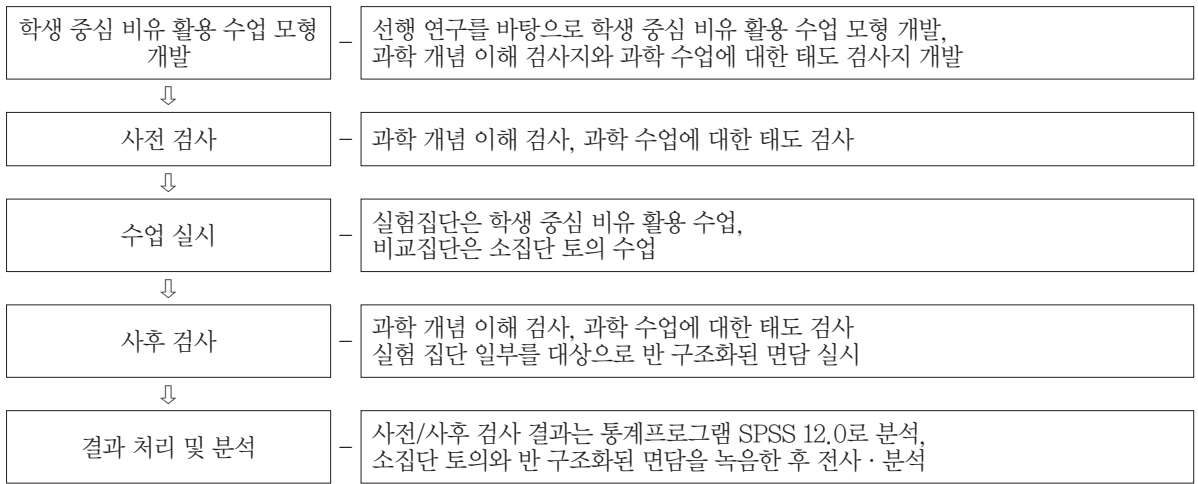 학생 중심 비유 활용 수업 모형
개발
–
선행 연구를 바탕으로 학생 중심 비유 활용 수업 모형 개발,
과학 개념 이해 검사지와 과학 수업에 대한 태도 검사지 개발
⇩
사전 검사
–
과학 개념 이해 검사, 과학 수업에 대한 태도 검사
⇩
수업 실시
–
실험집단은 학생 중심 비유 활용 수업,
비교집단은 소집단 토의 수업
⇩
사후 검사
–
과학 개념 이해 검사, 과학 수업에 대한 태도 검사
실험 집단 일부를 대상으로 반 구조화된 면담 실시
⇩
결과 처리 및 분석
–
사전/사후 검사 결과는 통계프로그램 SPSS 12.0로 분석,
소집단 토의와 반 구조화된 면담을 녹음한 후 전사 · 분석